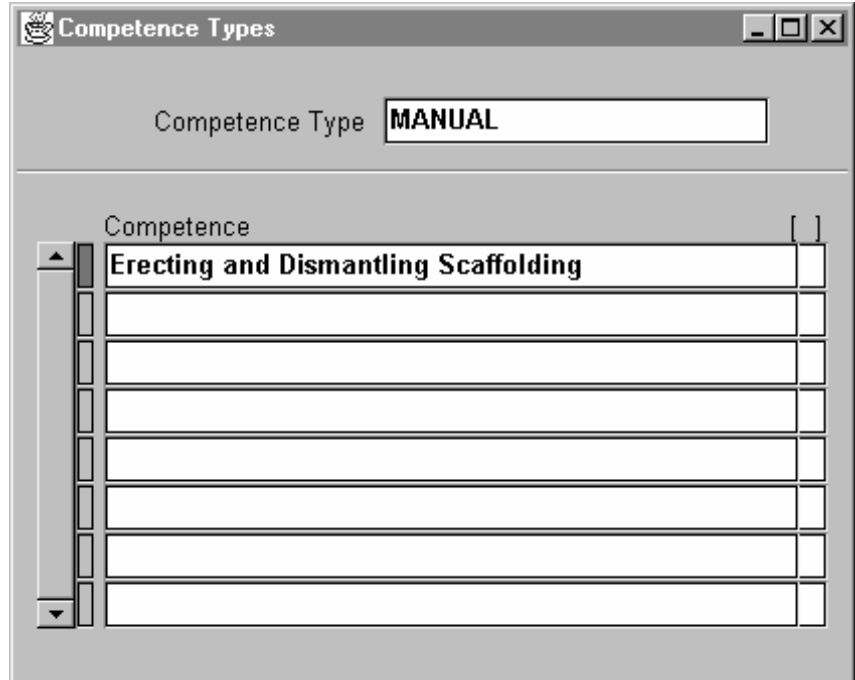 Competence Types
Competence Type MANUAL
Competence [ ]
Erecting and Dismantling Scaffolding